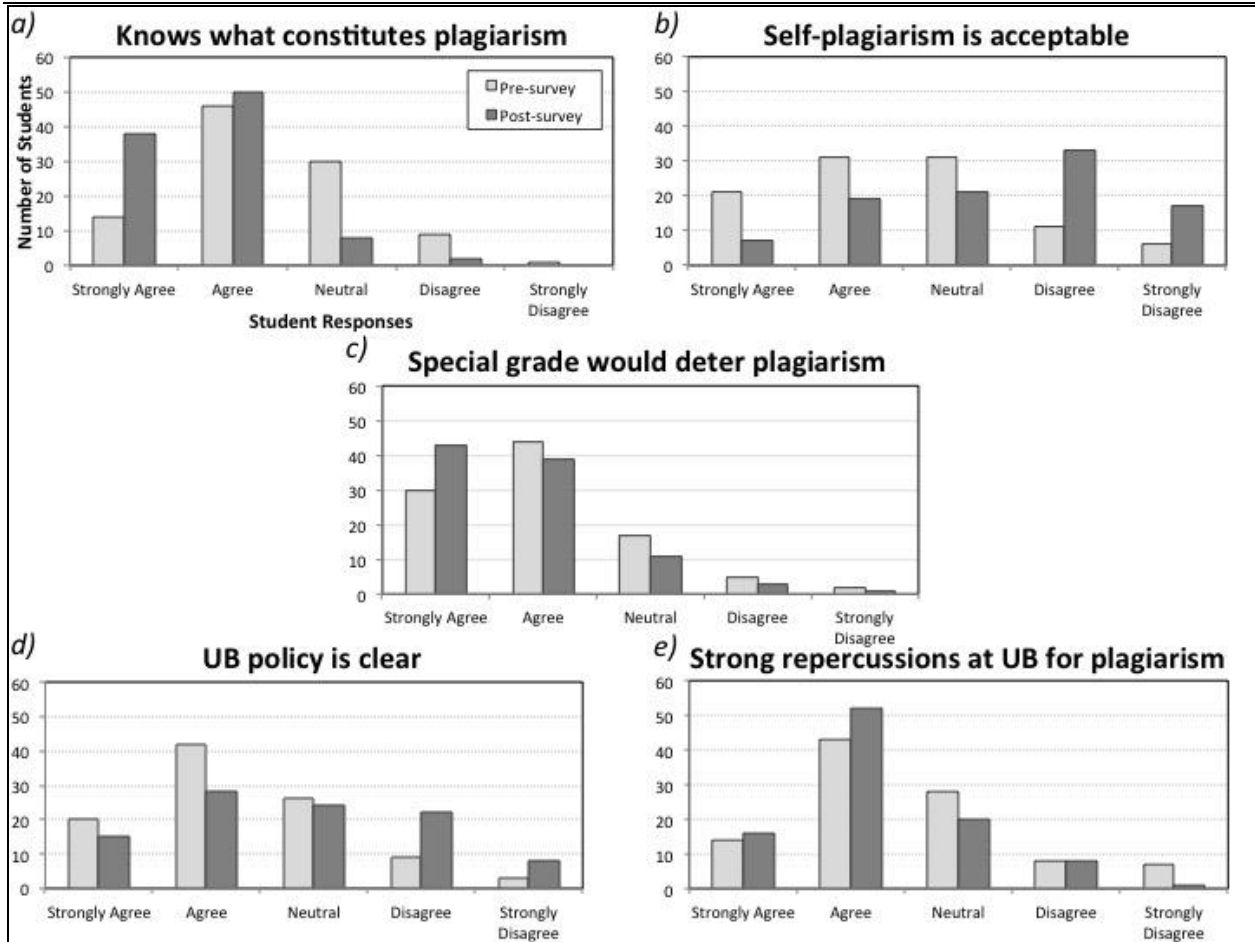 a)
Knows what constitutes plagiarism
60
50
40
30
20
10
0
Number of Students
Pre-survey
Post-survey
Strongly Agree Agree Neutral Disagree Strongly
Disagree
Student Responses
b)
Self-plagiarism is acceptable
60
50
40
30
20
10
0
Strongly Agree Agree Neutral Disagree Strongly
Disagree
c)
Special grade would deter plagiarism
60
50
40
30
20
10
0
Strongly Agree Agree Neutral Disagree Strongly
Disagree
d)
UB policy is clear
60
50
40
30
20
10
0
Strongly Agree Agree Neutral Disagree Strongly
Disagree
e)
Strong repercussions at UB for plagiarism
60
50
40
30
20
10
0
Strongly Agree Agree Neutral Disagree Strongly
Disagree